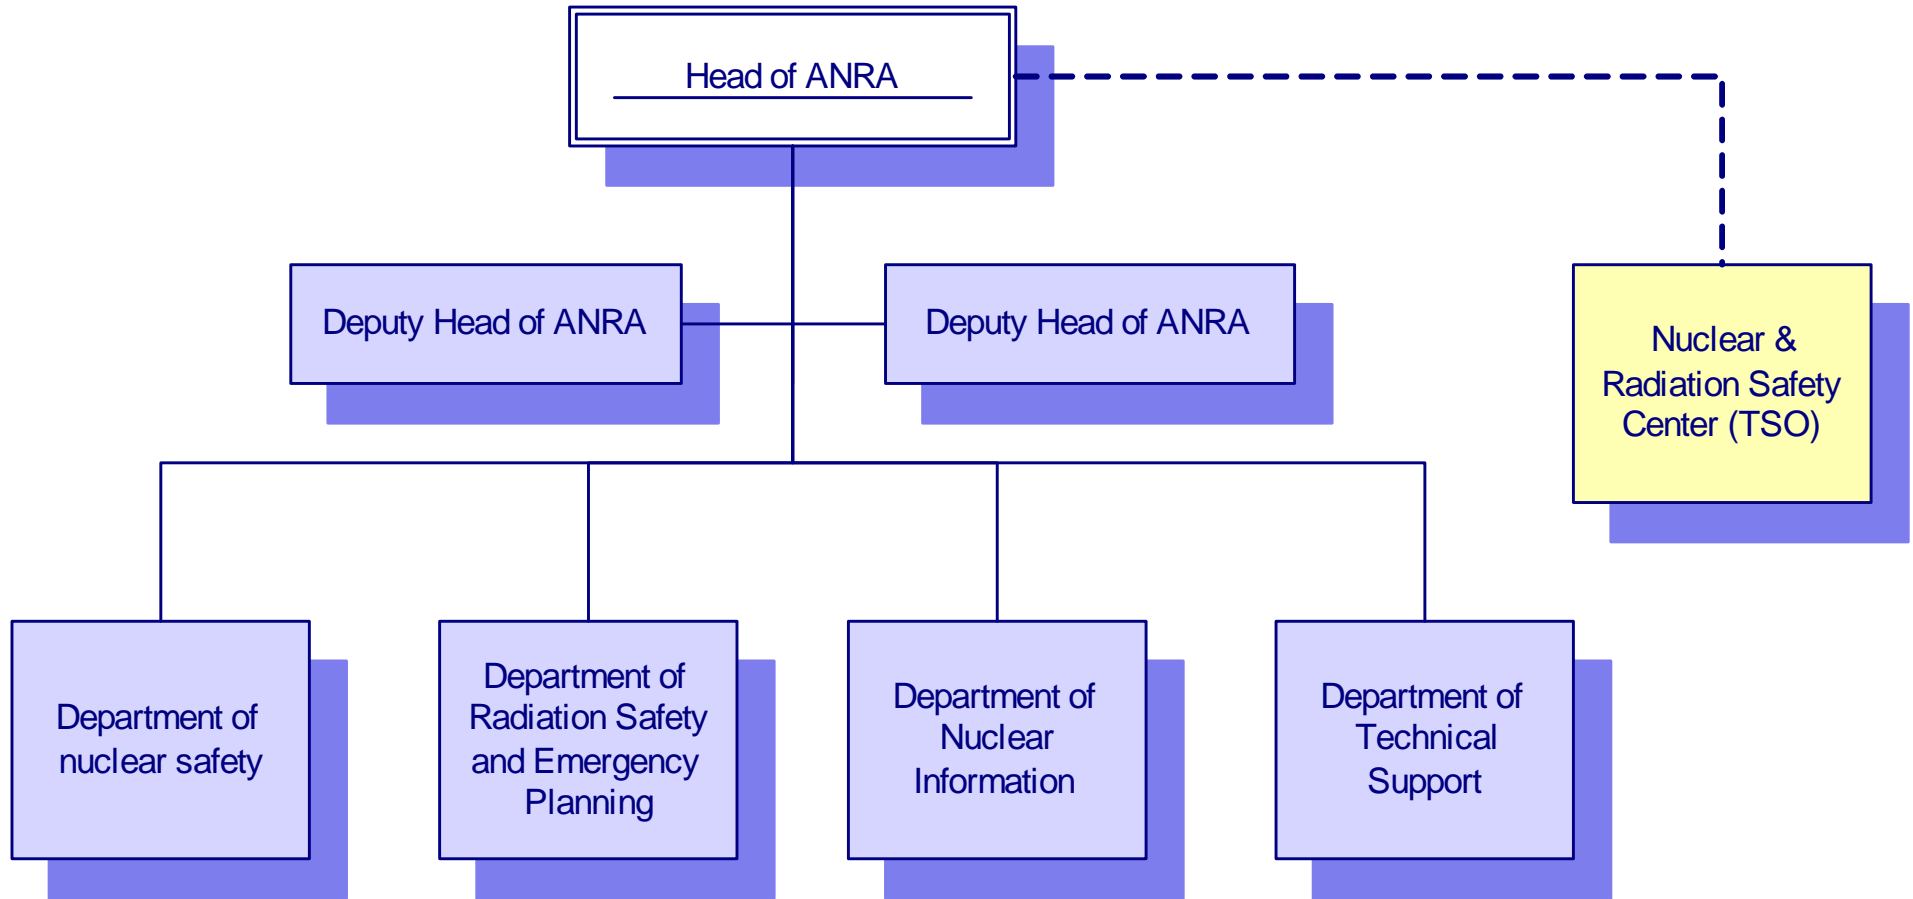 Head of ANRA
Deputy Head of ANRA
Deputy Head of ANRA
Nuclear &
Radiation Safety
Center (TSO)
Department of
nuclear safety
Department of
Radiation Safety
and Emergency
Planning
Department of
Nuclear
Information
Department of
Technical
Support